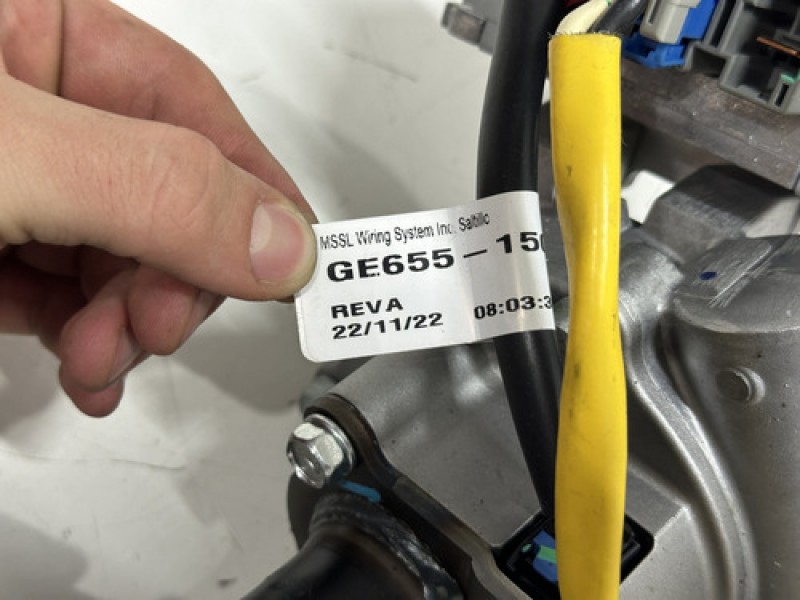 MSSL Wiring System Inc. Saltillo
GE655-15
REV A
22/11/22 08:03:3